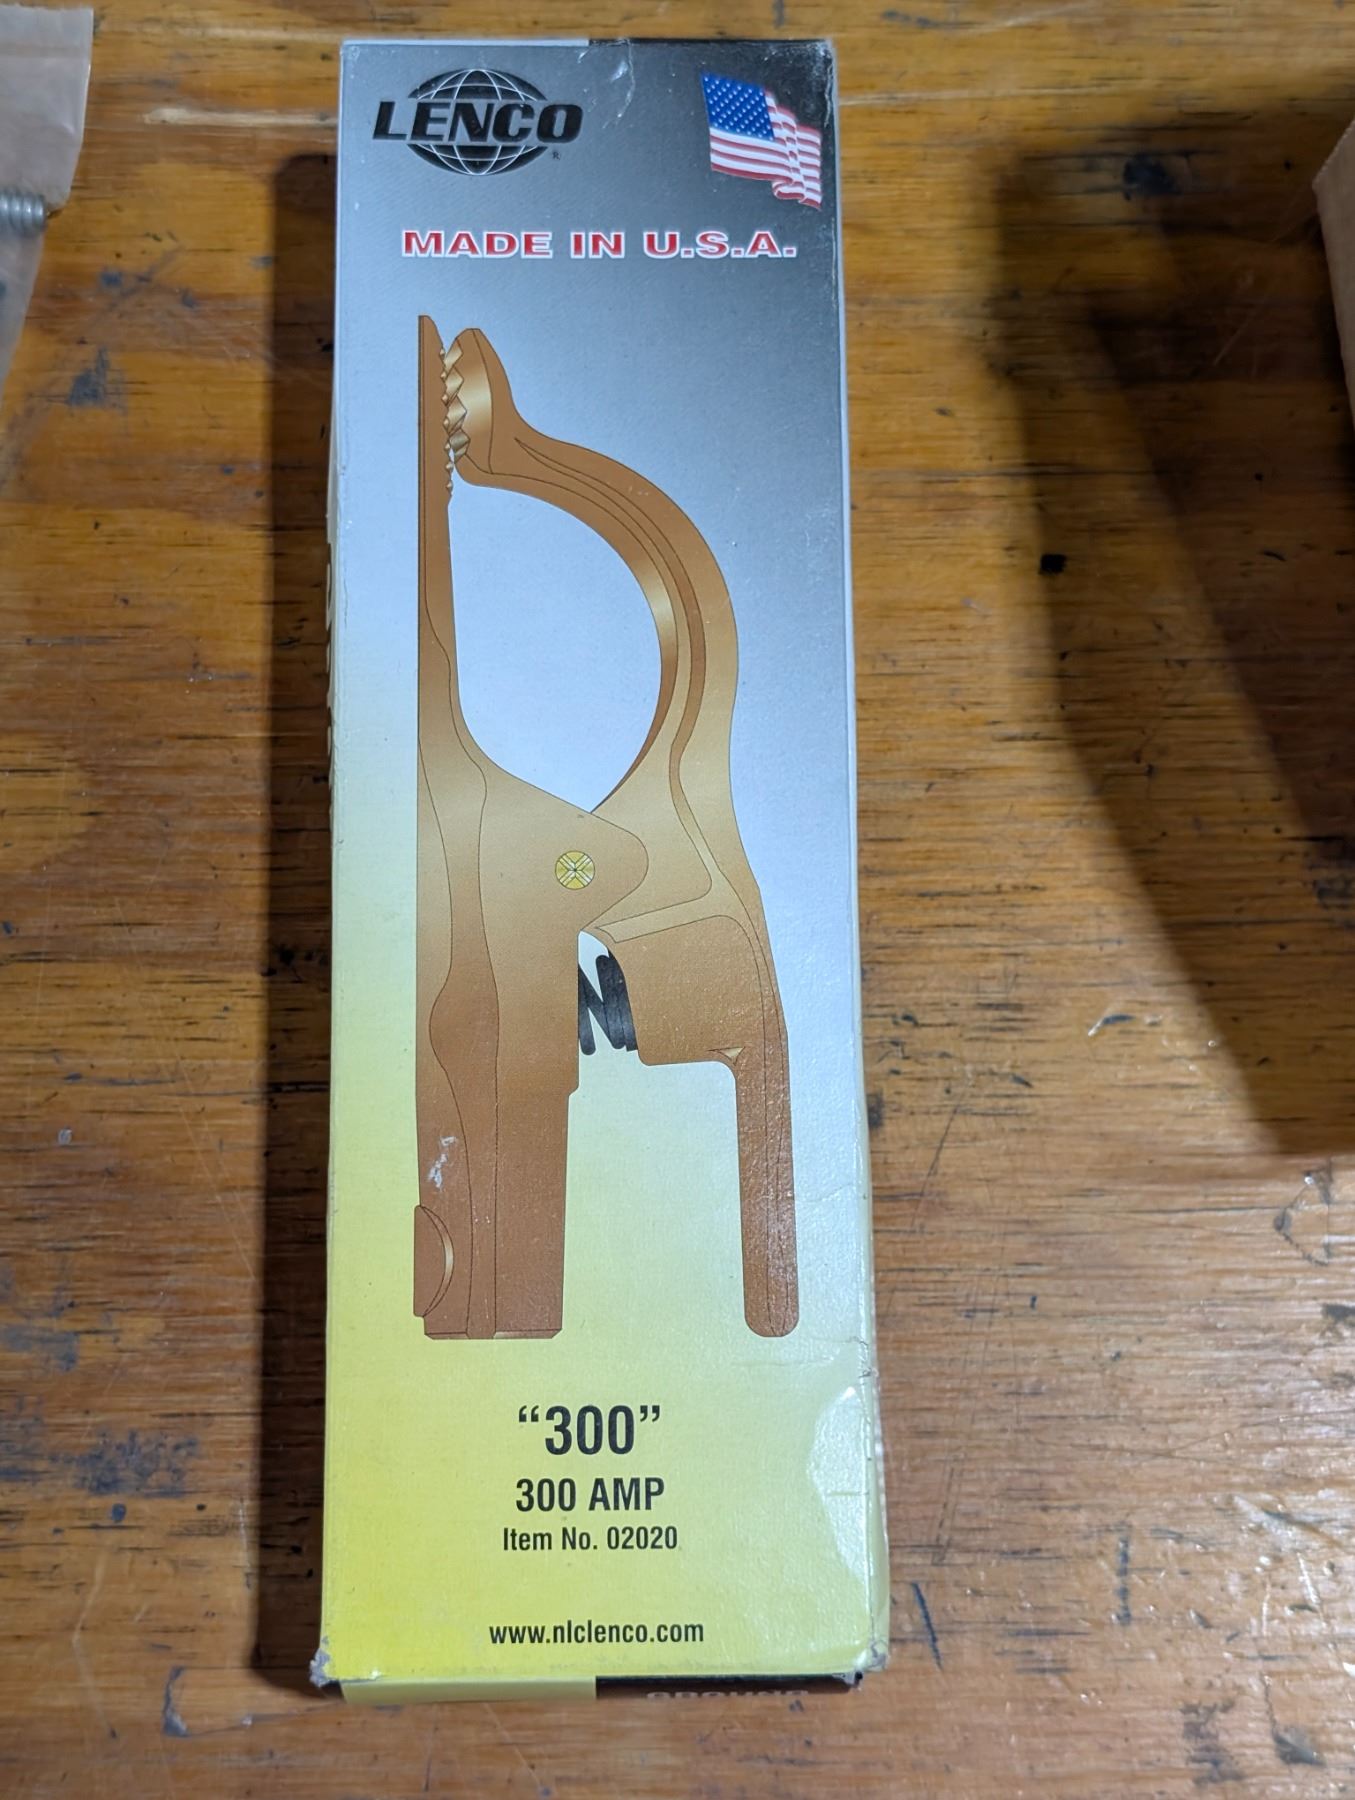 LENCO
®
MADE IN U.S.A.
“300”
300 AMP
Item No. 02020
www.nlclenco.com